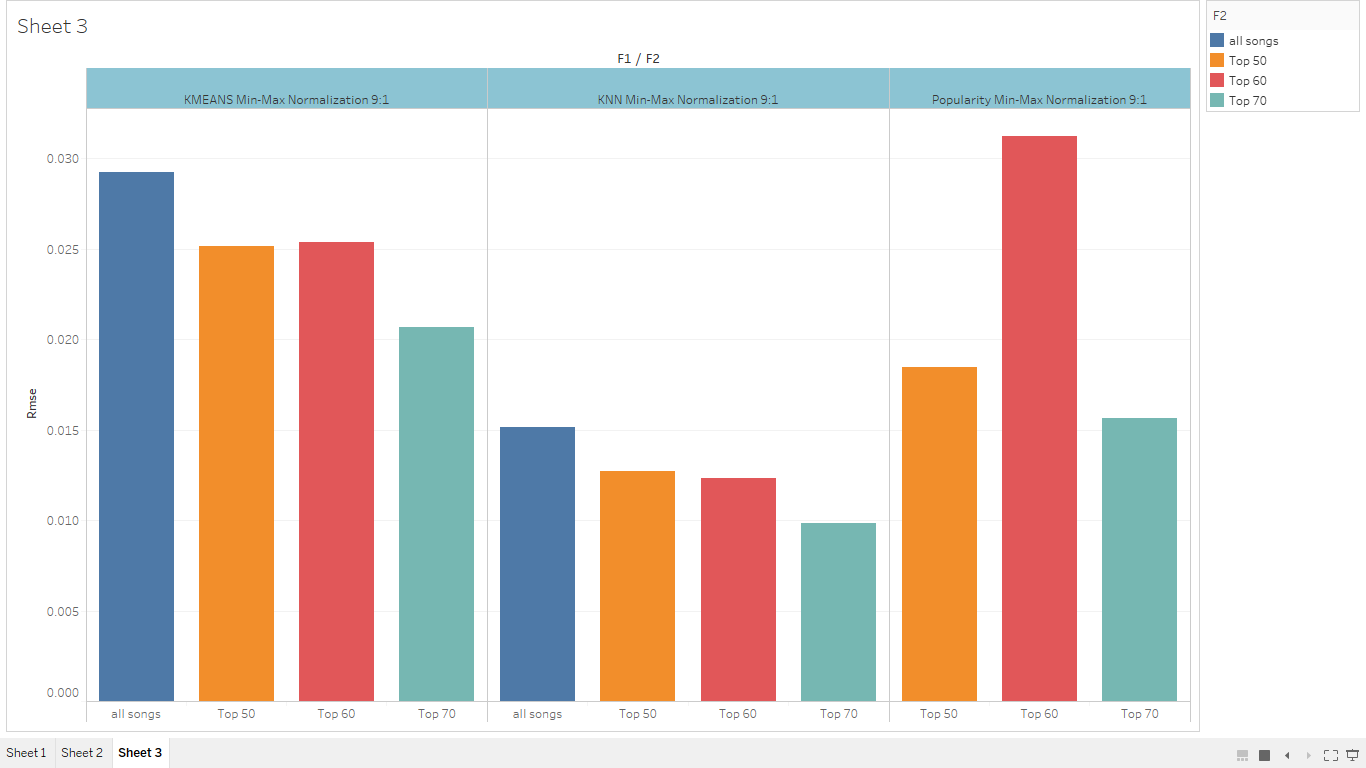 Sheet 3
F1 / F2
KMEANS Min-Max Normalization 9:1
KNN Min-Max Normalization 9:1
Popularity Min-Max Normalization 9:1
0.030
0.025
0.020
0.015
0.010
0.005
0.000
Rmse
all songs
Top 50
Top 60
Top 70
all songs
Top 50
Top 60
Top 70
Top 50
Top 60
Top 70
F2
all songs
Top 50
Top 60
Top 70
Sheet 1
Sheet 2
Sheet 3